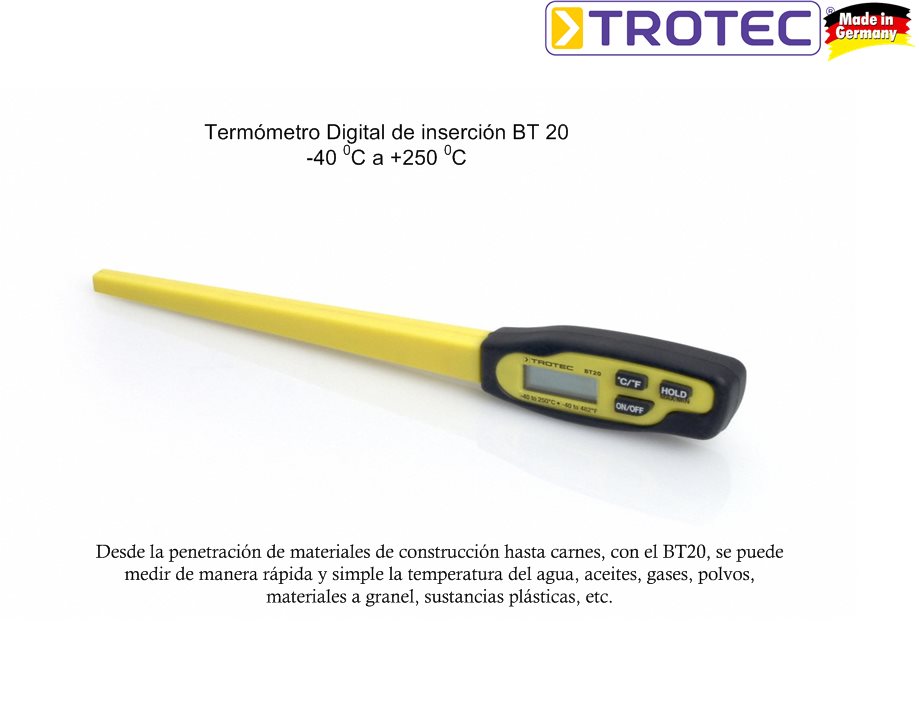 TROTEC®
Made in
Germany
Termómetro Digital de inserción BT 20
-40 ⁰C a +250 ⁰C
TROTEC BT20
°C/°F
HOLD
MAX/MIN
ON/OFF
-40 to 250°C • -40 to 482°F
Desde la penetración de materiales de construcción hasta carnes, con el BT20, se puede
medir de manera rápida y simple la temperatura del agua, aceites, gases, polvos,
materiales a granel, sustancias plásticas, etc.